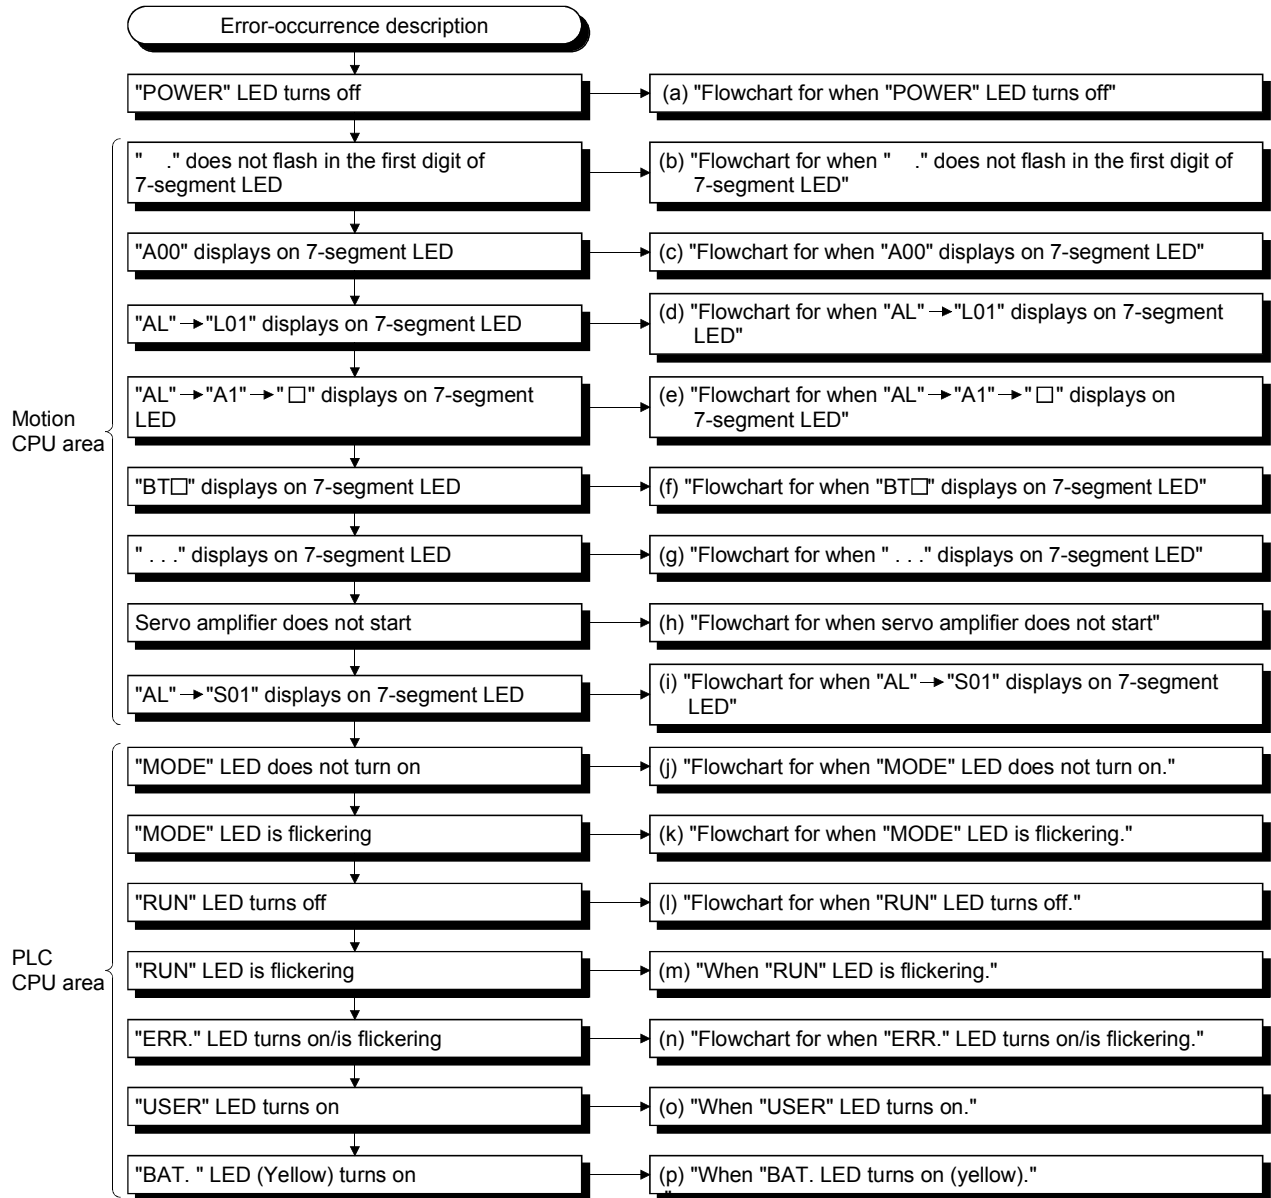 Error-occurrence description
"POWER" LED turns off
(a) "Flowchart for when "POWER" LED turns off"
Motion
CPU area
" ." does not flash in the first digit of
7-segment LED
(b) "Flowchart for when " ." does not flash in the first digit of
7-segment LED"
"A00" displays on 7-segment LED
(c) "Flowchart for when "A00" displays on 7-segment LED"
"AL"→"L01" displays on 7-segment LED
(d) "Flowchart for when "AL"→"L01" displays on 7-segment
LED"
"AL"→"A1"→"□" displays on 7-segment
LED
(e) "Flowchart for when "AL"→"A1"→"□" displays on
7-segment LED"
"BT□" displays on 7-segment LED
(f) "Flowchart for when "BT□" displays on 7-segment LED"
" . . ." displays on 7-segment LED
(g) "Flowchart for when " . . ." displays on 7-segment LED"
Servo amplifier does not start
(h) "Flowchart for when servo amplifier does not start"
"AL"→"S01" displays on 7-segment LED
(i) "Flowchart for when "AL"→"S01" displays on 7-segment
LED"
PLC
CPU area
"MODE" LED does not turn on
(j) "Flowchart for when "MODE" LED does not turn on."
"MODE" LED is flickering
(k) "Flowchart for when "MODE" LED is flickering."
"RUN" LED turns off
(l) "Flowchart for when "RUN" LED turns off."
"RUN" LED is flickering
(m) "When "RUN" LED is flickering."
"ERR." LED turns on/is flickering
(n) "Flowchart for when "ERR." LED turns on/is flickering."
"USER" LED turns on
(o) "When "USER" LED turns on."
"BAT. " LED (Yellow) turns on
(p) "When "BAT. LED turns on (yellow)."
"